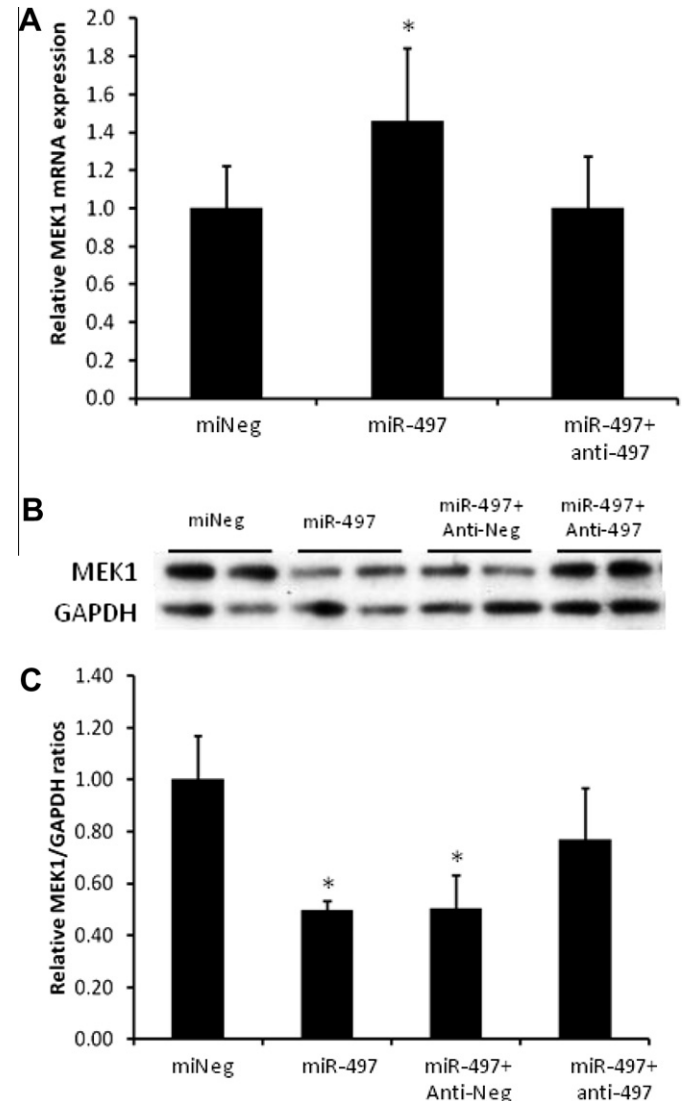 A
Relative MEK1 mRNA expression
2.0
1.8
1.6
1.4
1.2
1.0
0.8
0.6
0.4
0.2
0.0
*
miNeg
miR-497
miR-497+
anti-497
B
miNeg
miR-497
miR-497+
Anti-Neg
miR-497+
Anti-497
MEK1
GAPDH
C
Relative MEK1/GAPDH ratios
1.40
1.20
1.00
0.80
0.60
0.40
0.20
0.00
*
*
miNeg
miR-497
miR-497+
Anti-Neg
miR-497+
anti-497